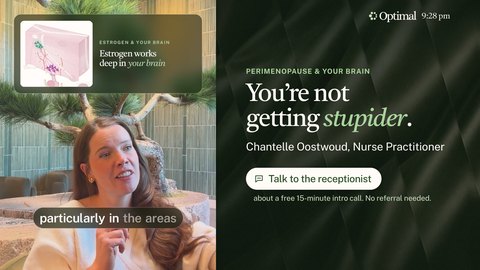 ESTROGEN & YOUR BRAIN
Estrogen works
deep in your brain
particularly in the areas
Optimal 9:28 pm
PERIMENOPAUSE & YOUR BRAIN
You’re not
getting stupider.
Chantelle Oostwoud, Nurse Practitioner
Talk to the receptionist
about a free 15-minute intro call. No referral needed.